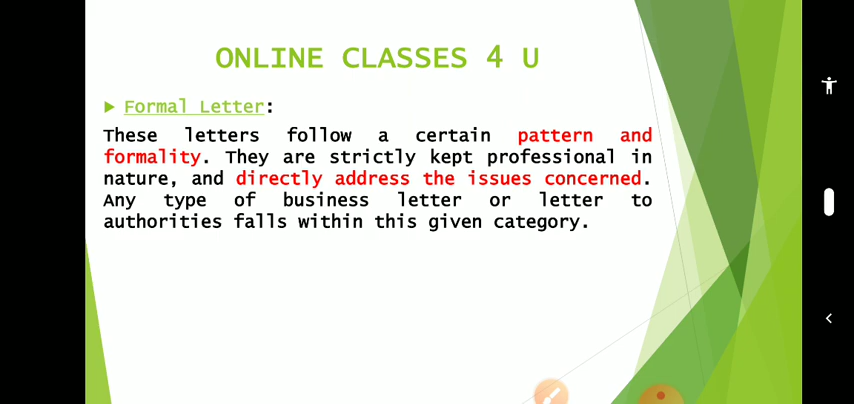 ONLINE CLASSES 4 U
Formal Letter:
These letters follow a certain pattern and
formality. They are strictly kept professional in
nature, and directly address the issues concerned.
Any type of business letter or letter to
authorities falls within this given category.